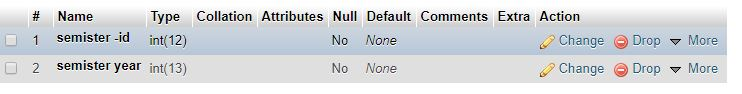 # Name Type Collation Attributes Null Default Comments Extra Action
1 semister -id int(12) No None Change Drop More
2 semister year int(13) No None Change Drop More